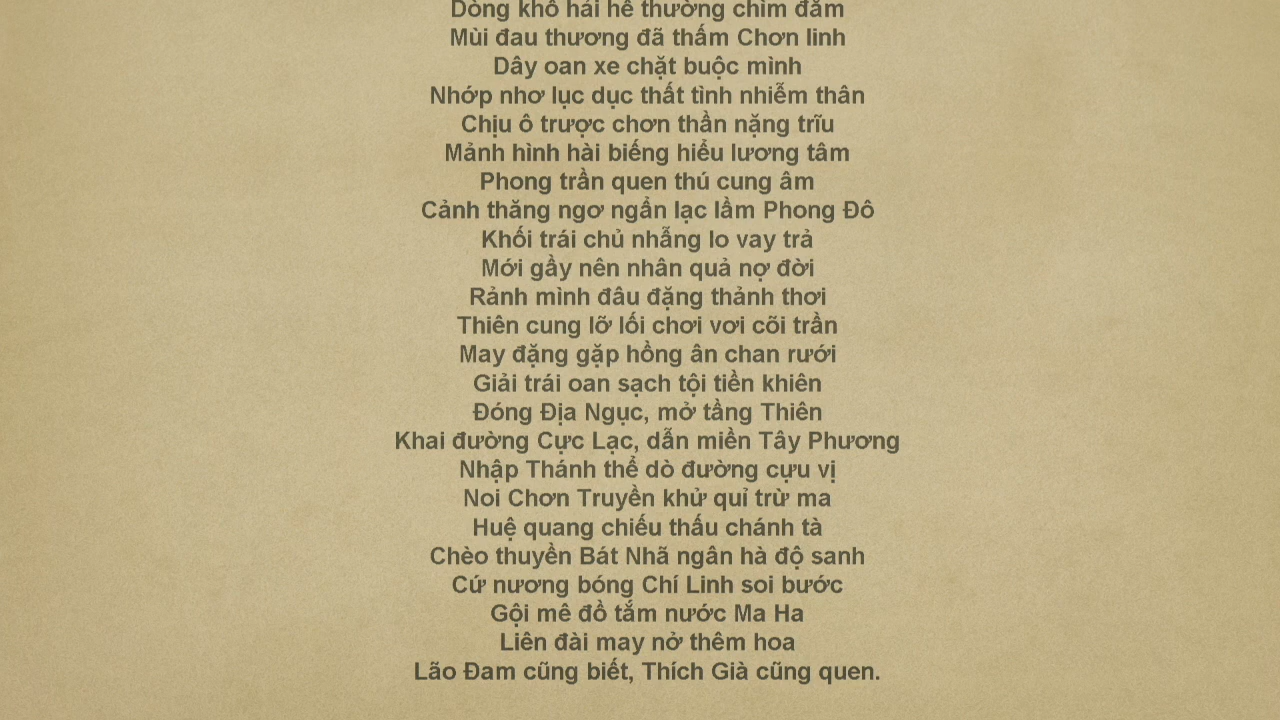 Dòng khổ hải hễ thường chìm đắm
Mùi đau thương đã thấm Chơn linh
Dây oan xe chặt buộc mình
Nhớp nhơ lục dục thất tình nhiễm thân
Chịu ô trược chơn thần nặng trĩu
Mảnh hình hài biếng hiểu lương tâm
Phong trần quen thú cung âm
Cảnh thăng ngơ ngẩn lạc lầm Phong Đô
Khối trái chủ nhẵng lo vay trả
Mới gầy nên nhân quả nợ đời
Rảnh mình đâu đặng thảnh thơi
Thiên cung lỡ lối chơi vơi cõi trần
May đặng gặp hồng ân chan rưới
Giải trái oan sạch tội tiền khiên
Đóng Địa Ngục, mở tầng Thiên
Khai đường Cực Lạc, dẫn miền Tây Phương
Nhập Thánh thể dò đường cựu vị
Noi Chơn Truyền khử quỉ trừ ma
Huệ quang chiếu thấu chánh tà
Chèo thuyền Bát Nhã ngân hà độ sanh
Cứ nương bóng Chí Linh soi bước
Gội mê đồ tắm nước Ma Ha
Liên đài may nở thêm hoa
Lão Đam cũng biết, Thích Già cũng quen.